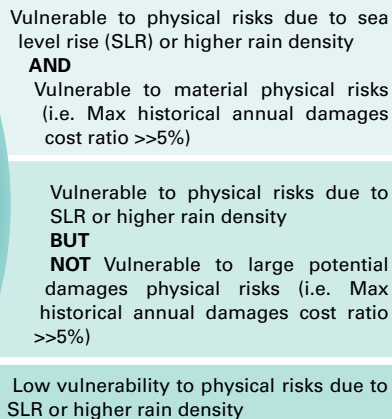 Vulnerable to physical risks due to sea
level rise (SLR) or higher rain density
AND
Vulnerable to material physical risks
(i.e. Max historical annual damages
cost ratio >>5%)
Vulnerable to physical risks due to
SLR or higher rain density
BUT
NOT Vulnerable to large potential
damages physical risks (i.e. Max
historical annual damages cost ratio
>>5%)
Low vulnerability to physical risks due to
SLR or higher rain density